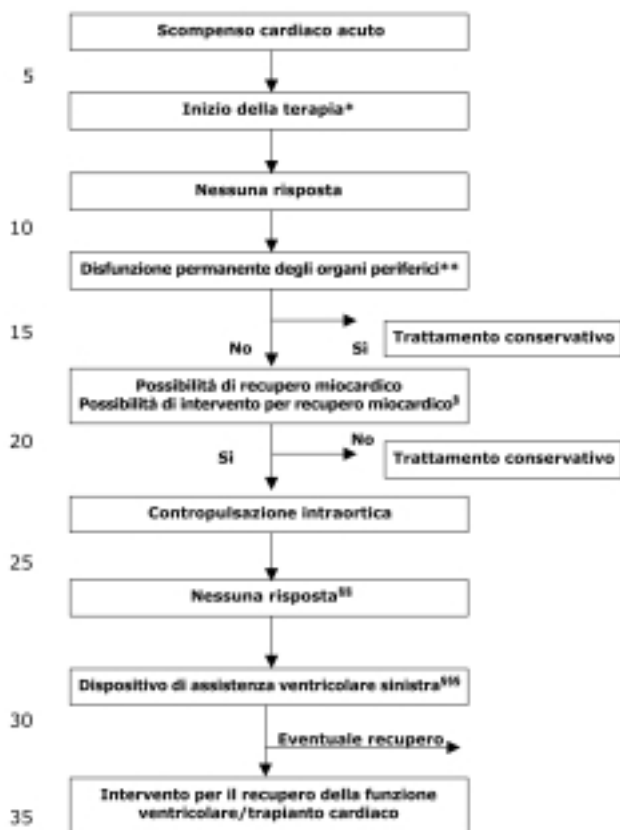 Scompenso cardiaco acuto
5
Inizio della terapia*
Nessuna risposta
10
Disfunzione permanente degli organi periferici**
15
Trattamento conservativo
No
Si
Possibilità di recupero miocardico
Possibilità di intervento per recupero miocardico§
20
No
Si
Trattamento conservativo
Contropulsazione intraortica
25
Nessuna risposta§§
Dispositivo di assistenza ventricolare sinistra§§§
30
Eventuale recupero
Intervento per il recupero della funzione
ventricolare/trapianto cardiaco
35